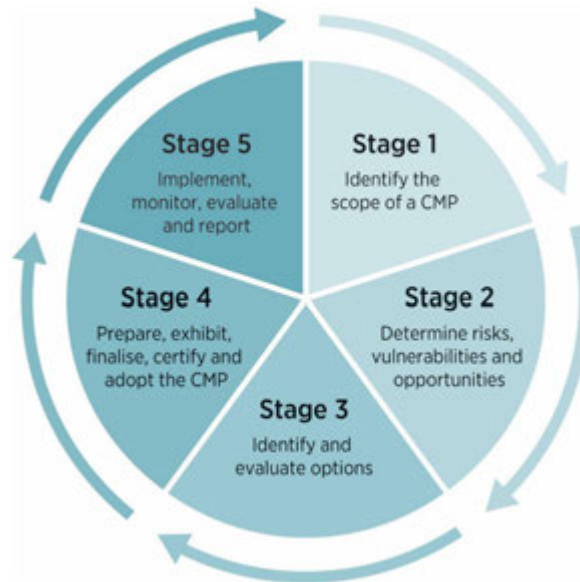 Stage 1
Identify the
scope of a CMP
Stage 2
Determine risks,
vulnerabilities and
opportunities
Stage 3
Identify and
evaluate options
Stage 4
Prepare, exhibit,
finalise, certify and
adopt the CMP
Stage 5
Implement,
monitor, evaluate
and report